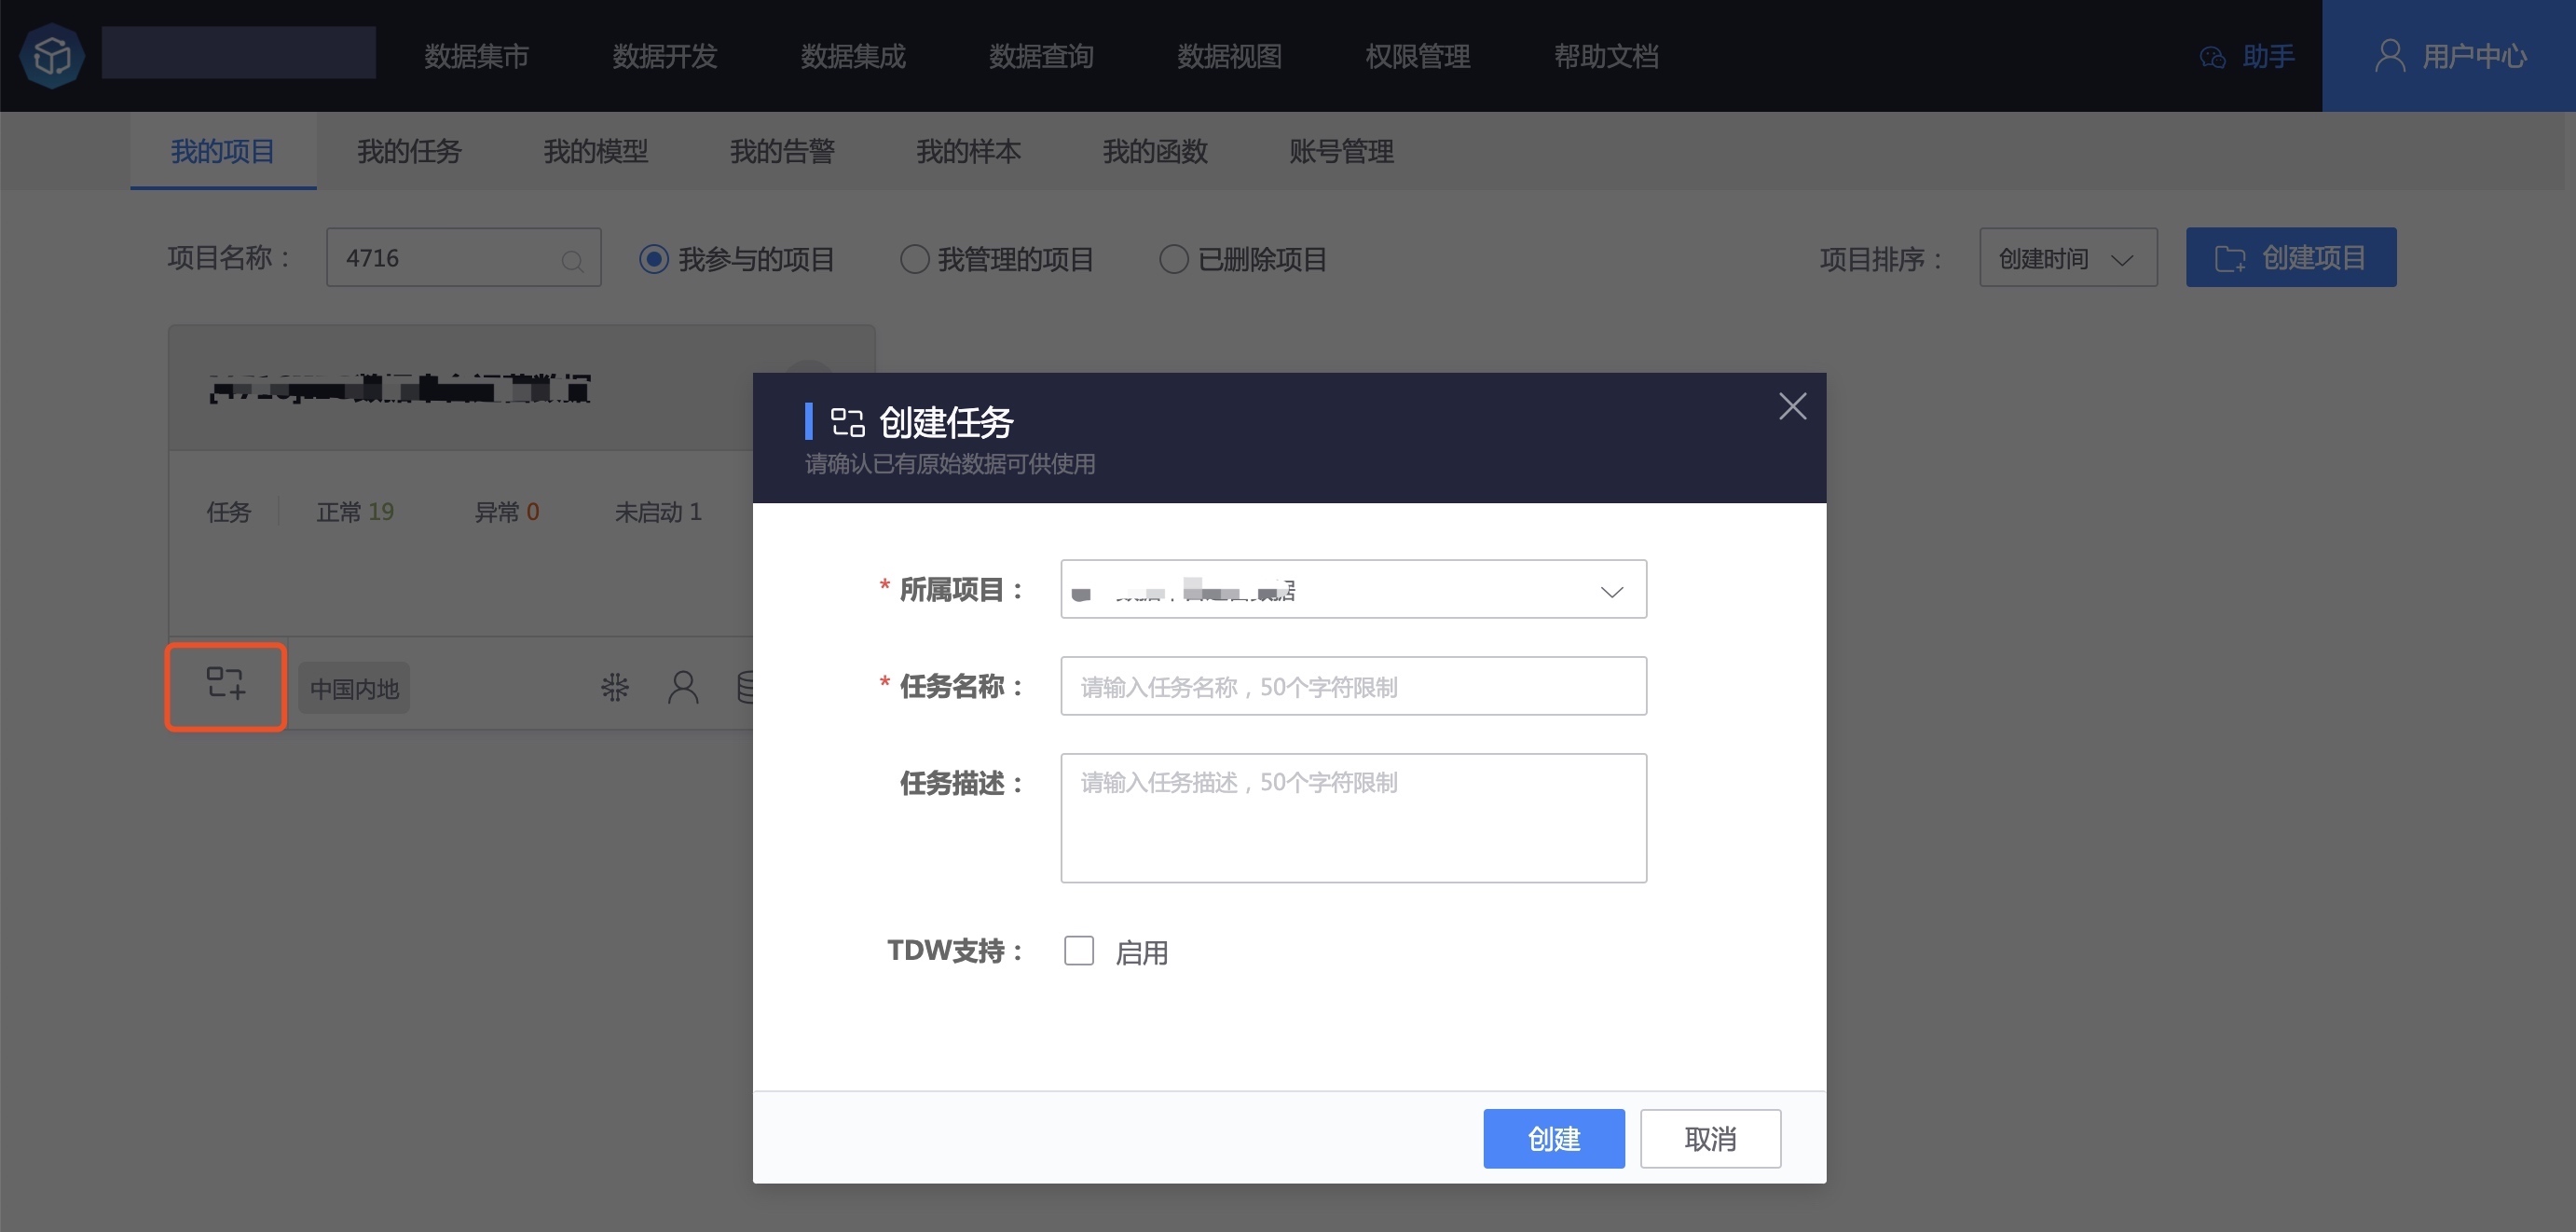 数据集市 数据开发 数据集成 数据查询 数据视图 权限管理 帮助文档 助手 用户中心
我的项目 我的任务 我的模型 我的告警 我的样本 我的函数 账号管理
项目名称： 4716 我参与的项目 我管理的项目 已删除项目 项目排序： 创建时间 创建项目
创建任务
请确认已有原始数据可供使用
任务 正常 19 异常 0 未启动 1
中国内地
* 所属项目：
* 任务名称： 请输入任务名称，50个字符限制
任务描述： 请输入任务描述，50个字符限制
TDW支持： 启用
创建 取消